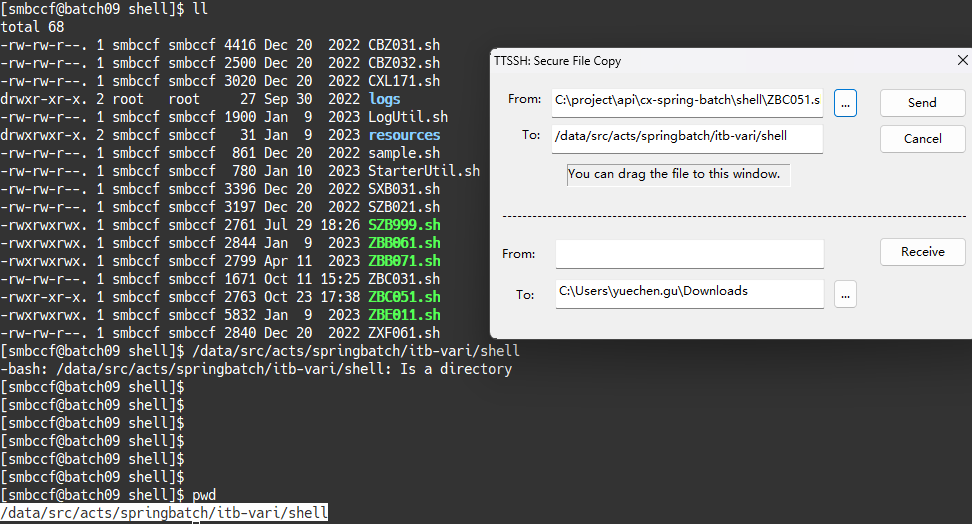 [smbccf@batch09 shell]$ ll
total 68
-rw-rw-r--. 1 smbccf smbccf 4416 Dec 20  2022 CBZ031.sh
-rw-rw-r--. 1 smbccf smbccf 2500 Dec 20  2022 CBZ032.sh
-rw-rw-r--. 1 smbccf smbccf 3020 Dec 20  2022 CXL171.sh
drwxr-xr-x. 2 root   root     27 Sep 30  2022 logs
-rw-rw-r--. 1 smbccf smbccf 1900 Jan  9  2023 LogUtil.sh
drwxrwxr-x. 2 smbccf smbccf   31 Jan  9  2023 resources
-rw-rw-r--. 1 smbccf smbccf  861 Dec 20  2022 sample.sh
-rw-rw-r--. 1 smbccf smbccf  780 Jan 10  2023 StarterUtil.sh
-rw-rw-r--. 1 smbccf smbccf 3396 Dec 20  2022 SXB031.sh
-rw-rw-r--. 1 smbccf smbccf 3197 Dec 20  2022 SZB021.sh
-rwxrwxrwx. 1 smbccf smbccf 2761 Jul 29 18:26 SZB999.sh
-rwxrwxrwx. 1 smbccf smbccf 2844 Jan  9  2023 ZBB061.sh
-rwxrwxrwx. 1 smbccf smbccf 2799 Apr 11  2023 ZBB071.sh
-rw-rw-r--. 1 smbccf smbccf 1671 Oct 11 15:25 ZBC031.sh
-rwxr-xr-x. 1 smbccf smbccf 2763 Oct 23 17:38 ZBC051.sh
-rwxrwxrwx. 1 smbccf smbccf 5832 Jan  9  2023 ZBE011.sh
-rw-rw-r--. 1 smbccf smbccf 2840 Dec 20  2022 ZXF061.sh
[smbccf@batch09 shell]$ /data/src/acts/springbatch/itb-vari/shell
-bash: /data/src/acts/springbatch/itb-vari/shell: Is a directory
[smbccf@batch09 shell]$
[smbccf@batch09 shell]$
[smbccf@batch09 shell]$
[smbccf@batch09 shell]$
[smbccf@batch09 shell]$
[smbccf@batch09 shell]$
[smbccf@batch09 shell]$ pwd
/data/src/acts/springbatch/itb-vari/shell
TTSSH: Secure File Copy
From: C:\project\api\cx-spring-batch\shell\ZBC051.s ... Send
To: /data/src/acts/springbatch/itb-vari/shell Cancel
You can drag the file to this window.
From: Receive
To: C:\Users\yuechen.gu\Downloads ...